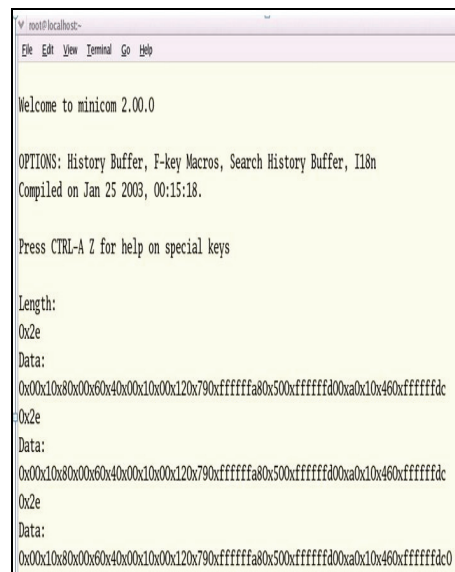 root@localhost:~
File Edit View Terminal Go Help
Welcome to minicom 2.00.0
OPTIONS: History Buffer, F-key Macros, Search History Buffer, I18n
Compiled on Jan 25 2003, 00:15:18.
Press CTRL-A Z for help on special keys
Length:
0x2e
Data:
0x00x10x80x00x60x40x00x10x00x120x790xffffffa80x500xffffffd00xa0x10x460xffffffdc
0x2e
Data:
0x00x10x80x00x60x40x00x10x00x120x790xffffffa80x500xffffffd00xa0x10x460xffffffdc
0x2e
Data:
0x00x10x80x00x60x40x00x10x00x120x790xffffffa80x500xffffffd00xa0x10x460xffffffdc0